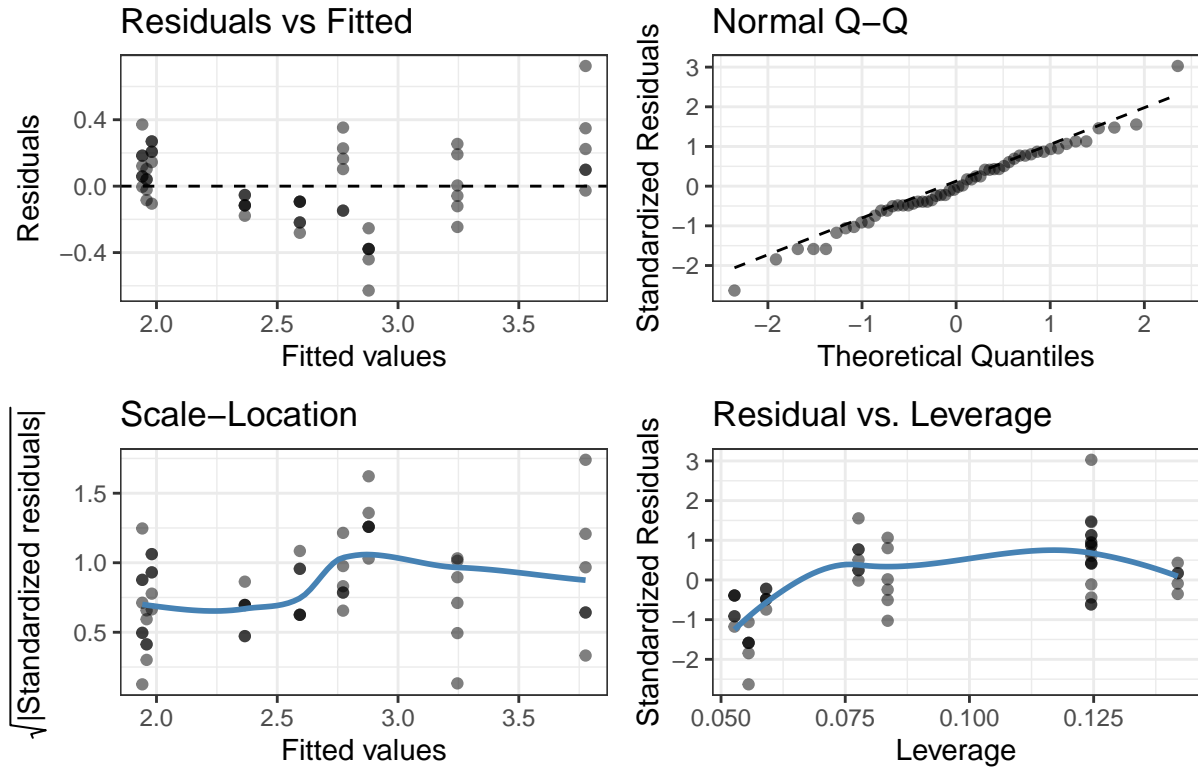 Residuals vs Fitted
Residuals
0.4
0.0
−0.4
2.0 2.5 3.0 3.5
Fitted values
Normal Q−Q
Standardized Residuals
3
2
1
0
−1
−2
−2 −1 0 1 2
Theoretical Quantiles
Scale−Location
√|Standardized residuals|
1.5
1.0
0.5
2.0 2.5 3.0 3.5
Fitted values
Residual vs. Leverage
Standardized Residuals
3
2
1
0
−1
−2
0.050 0.075 0.100 0.125
Leverage